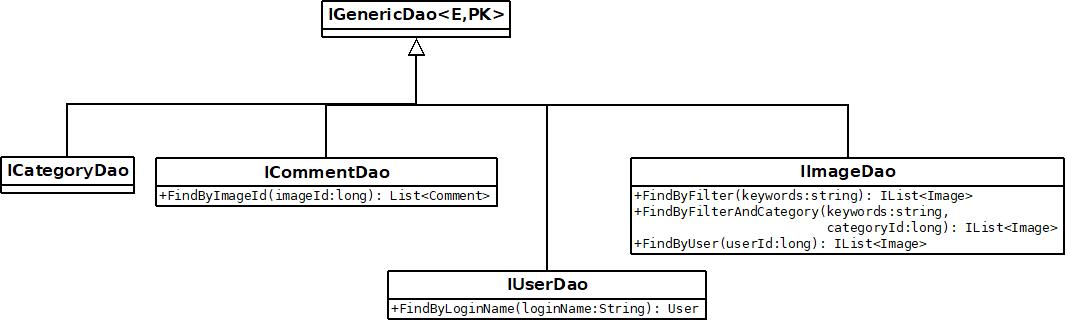 IGenericDao<E,PK>
ICategoryDao
ICommentDao
+FindByImageId(imageId:long): List<Comment>
IImageDao
+FindByFilter(keywords:string): IList<Image>
+FindByFilterAndCategory(keywords:string,
categoryId:long): IList<Image>
+FindByUser(userId:long): IList<Image>
IUserDao
+FindByLoginName(loginName:String): User